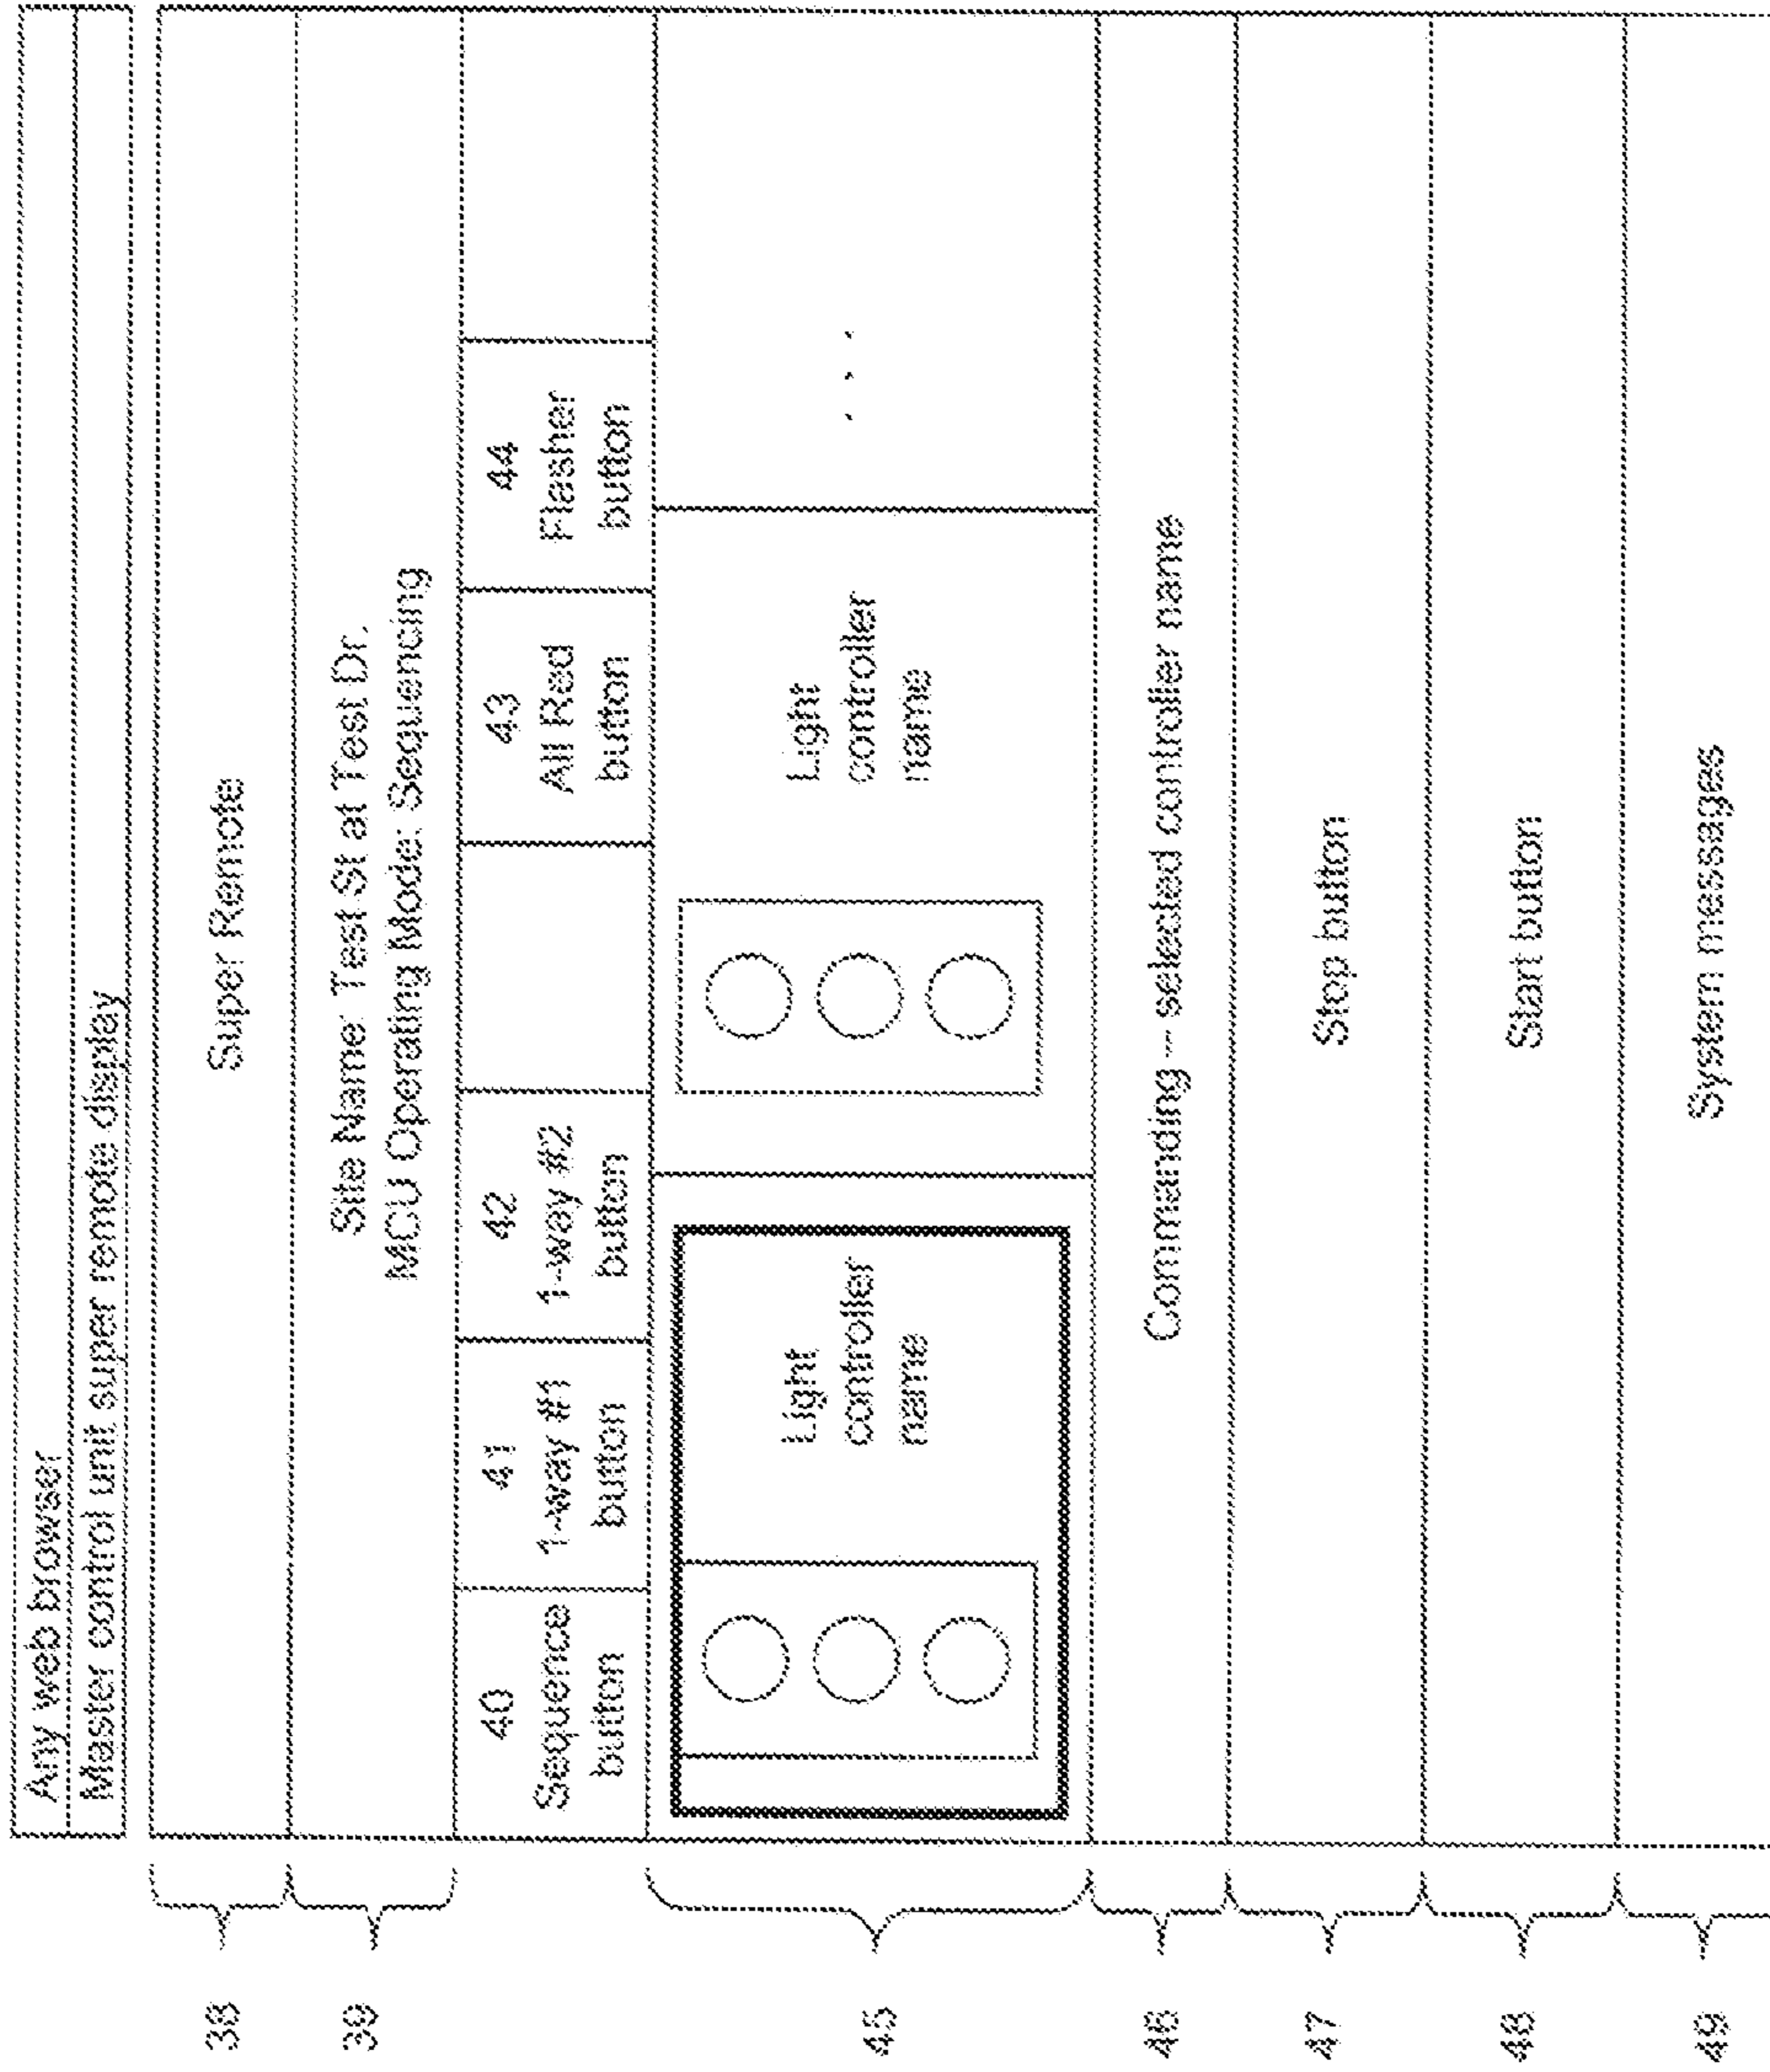 Any web browser
Master control unit super remote display
38
Super Remote
39
Site Name: Test St at Test Dr.
MCU Operating Mode: Sequencing
40
Sequence
button
41
1-way #1
button
42
1-way #2
button
43
All Red
button
44
Flasher
button
45
Light
controller
name
Light
controller
name
. . .
46
Commanding – selected controller name
47
Stop button
48
Start button
49
System messages